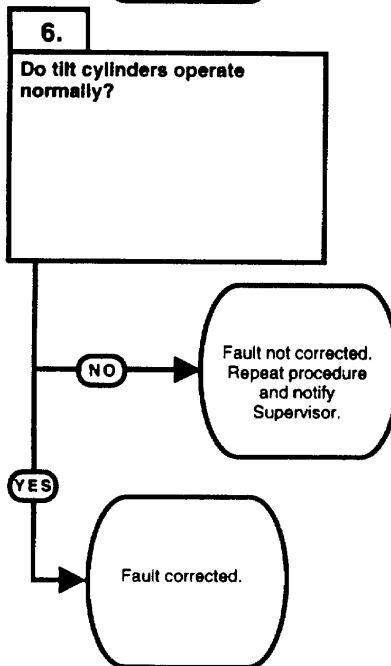 6.
Do tilt cylinders operate
normally?
NO
Fault not corrected.
Repeat procedure
and notify
Supervisor.
YES
Fault corrected.